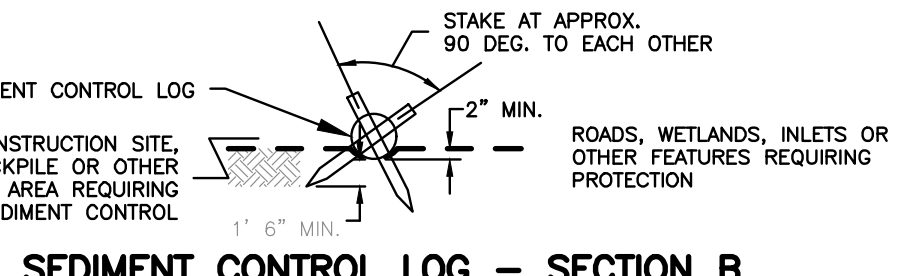 STAKE AT APPROX.
90 DEG. TO EACH OTHER
ENT CONTROL LOG
2" MIN.
NSTRUCTION SITE,
CKPILE OR OTHER
AREA REQUIRING
DIMENT CONTROL
ROADS, WETLANDS, INLETS OR
OTHER FEATURES REQUIRING
PROTECTION
1' 6" MIN.
SEDIMENT CONTROL LOG – SECTION B